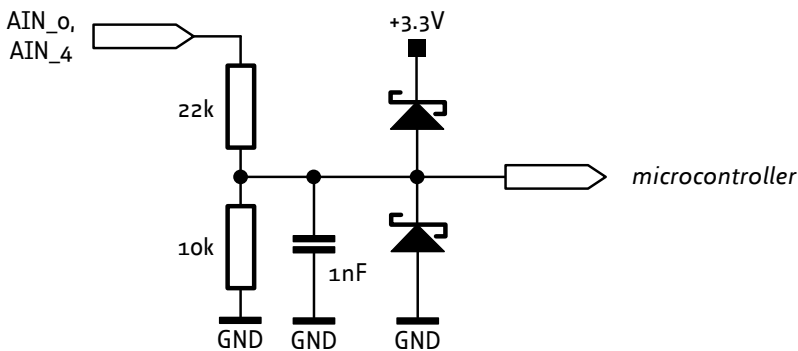 AIN_0,
AIN_4
+3.3V
22k
microcontroller
10k
1nF
GND
GND
GND